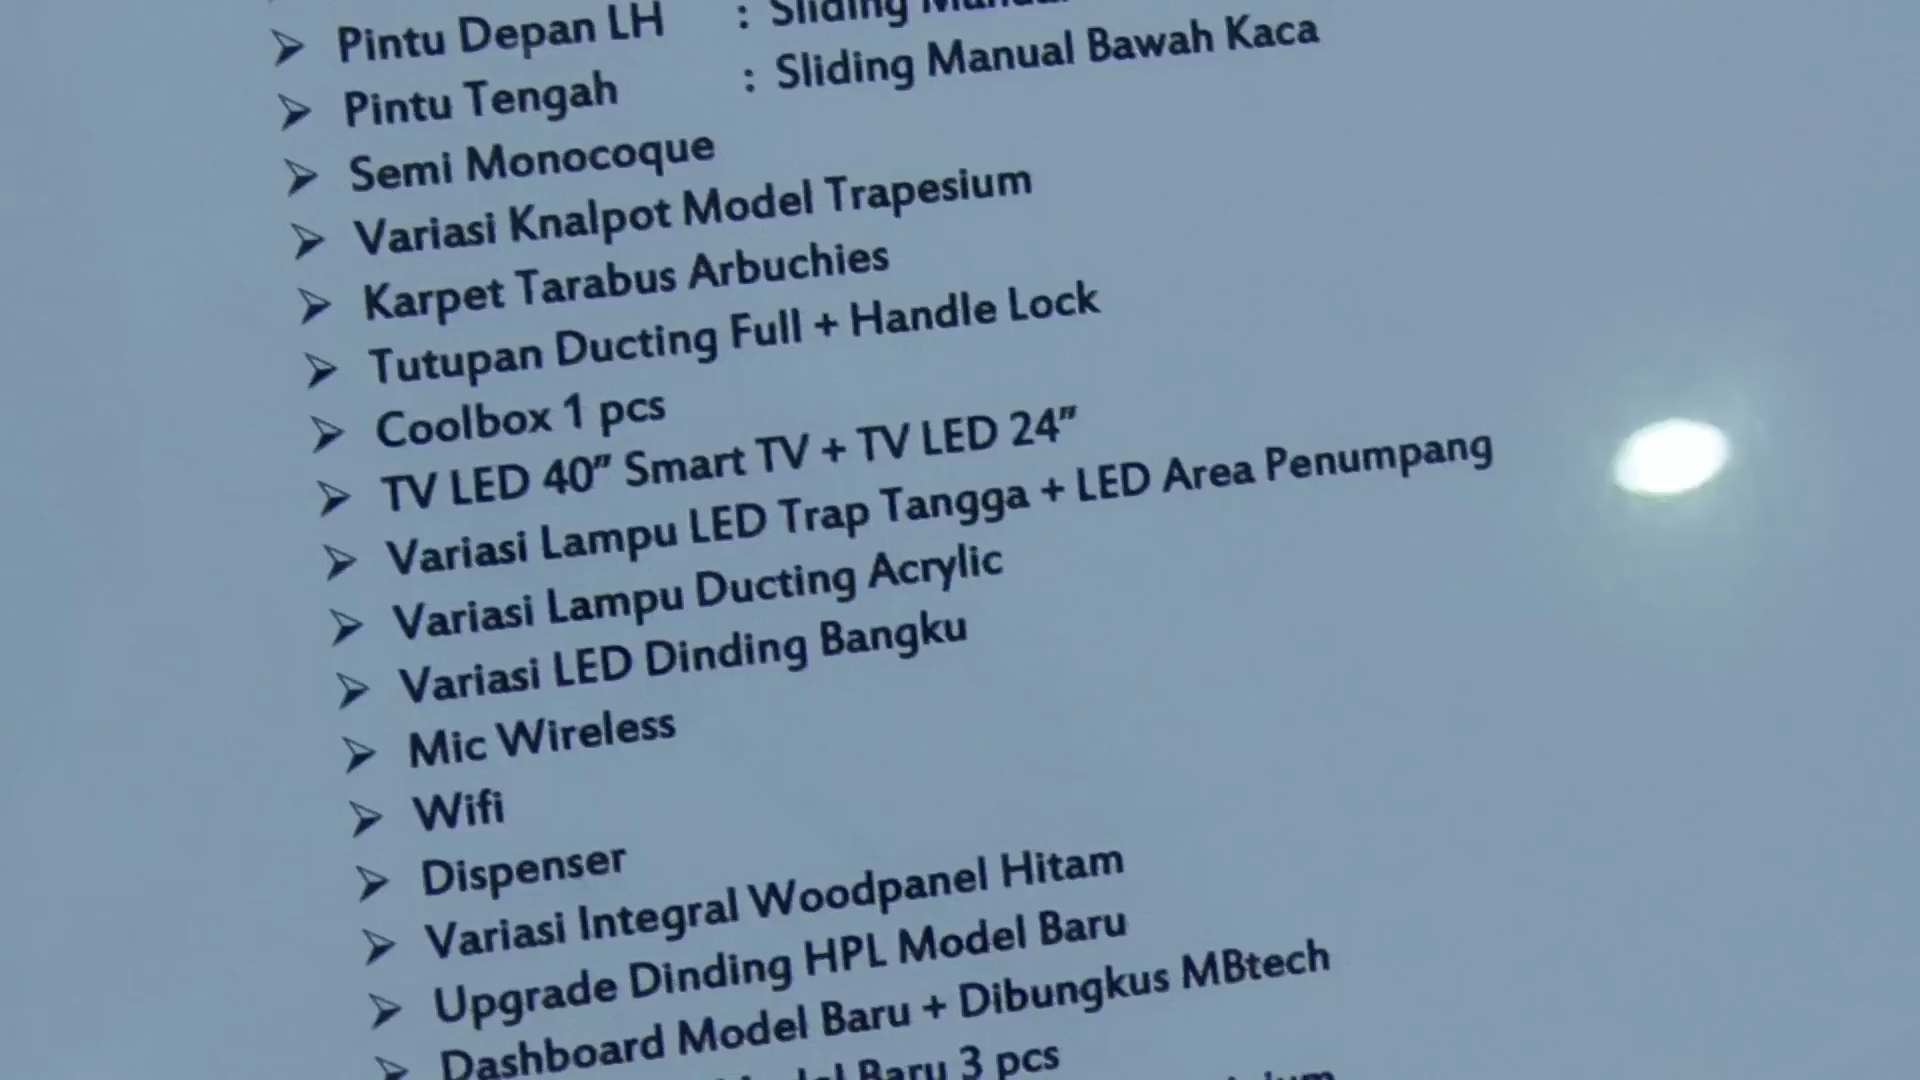 Pintu Depan LH : Sliding
Pintu Tengah : Sliding Manual Bawah Kaca
Semi Monocoque
Variasi Knalpot Model Trapesium
Karpet Tarabus Arbuchies
Tutupan Ducting Full + Handle Lock
Coolbox 1 pcs
TV LED 40” Smart TV + TV LED 24”
Variasi Lampu LED Trap Tangga + LED Area Penumpang
Variasi Lampu Ducting Acrylic
Variasi LED Dinding Bangku
Mic Wireless
Wifi
Dispenser
Variasi Integral Woodpanel Hitam
Upgrade Dinding HPL Model Baru
Dashboard Model Baru + Dibungkus MBtech
Baru 3 pcs